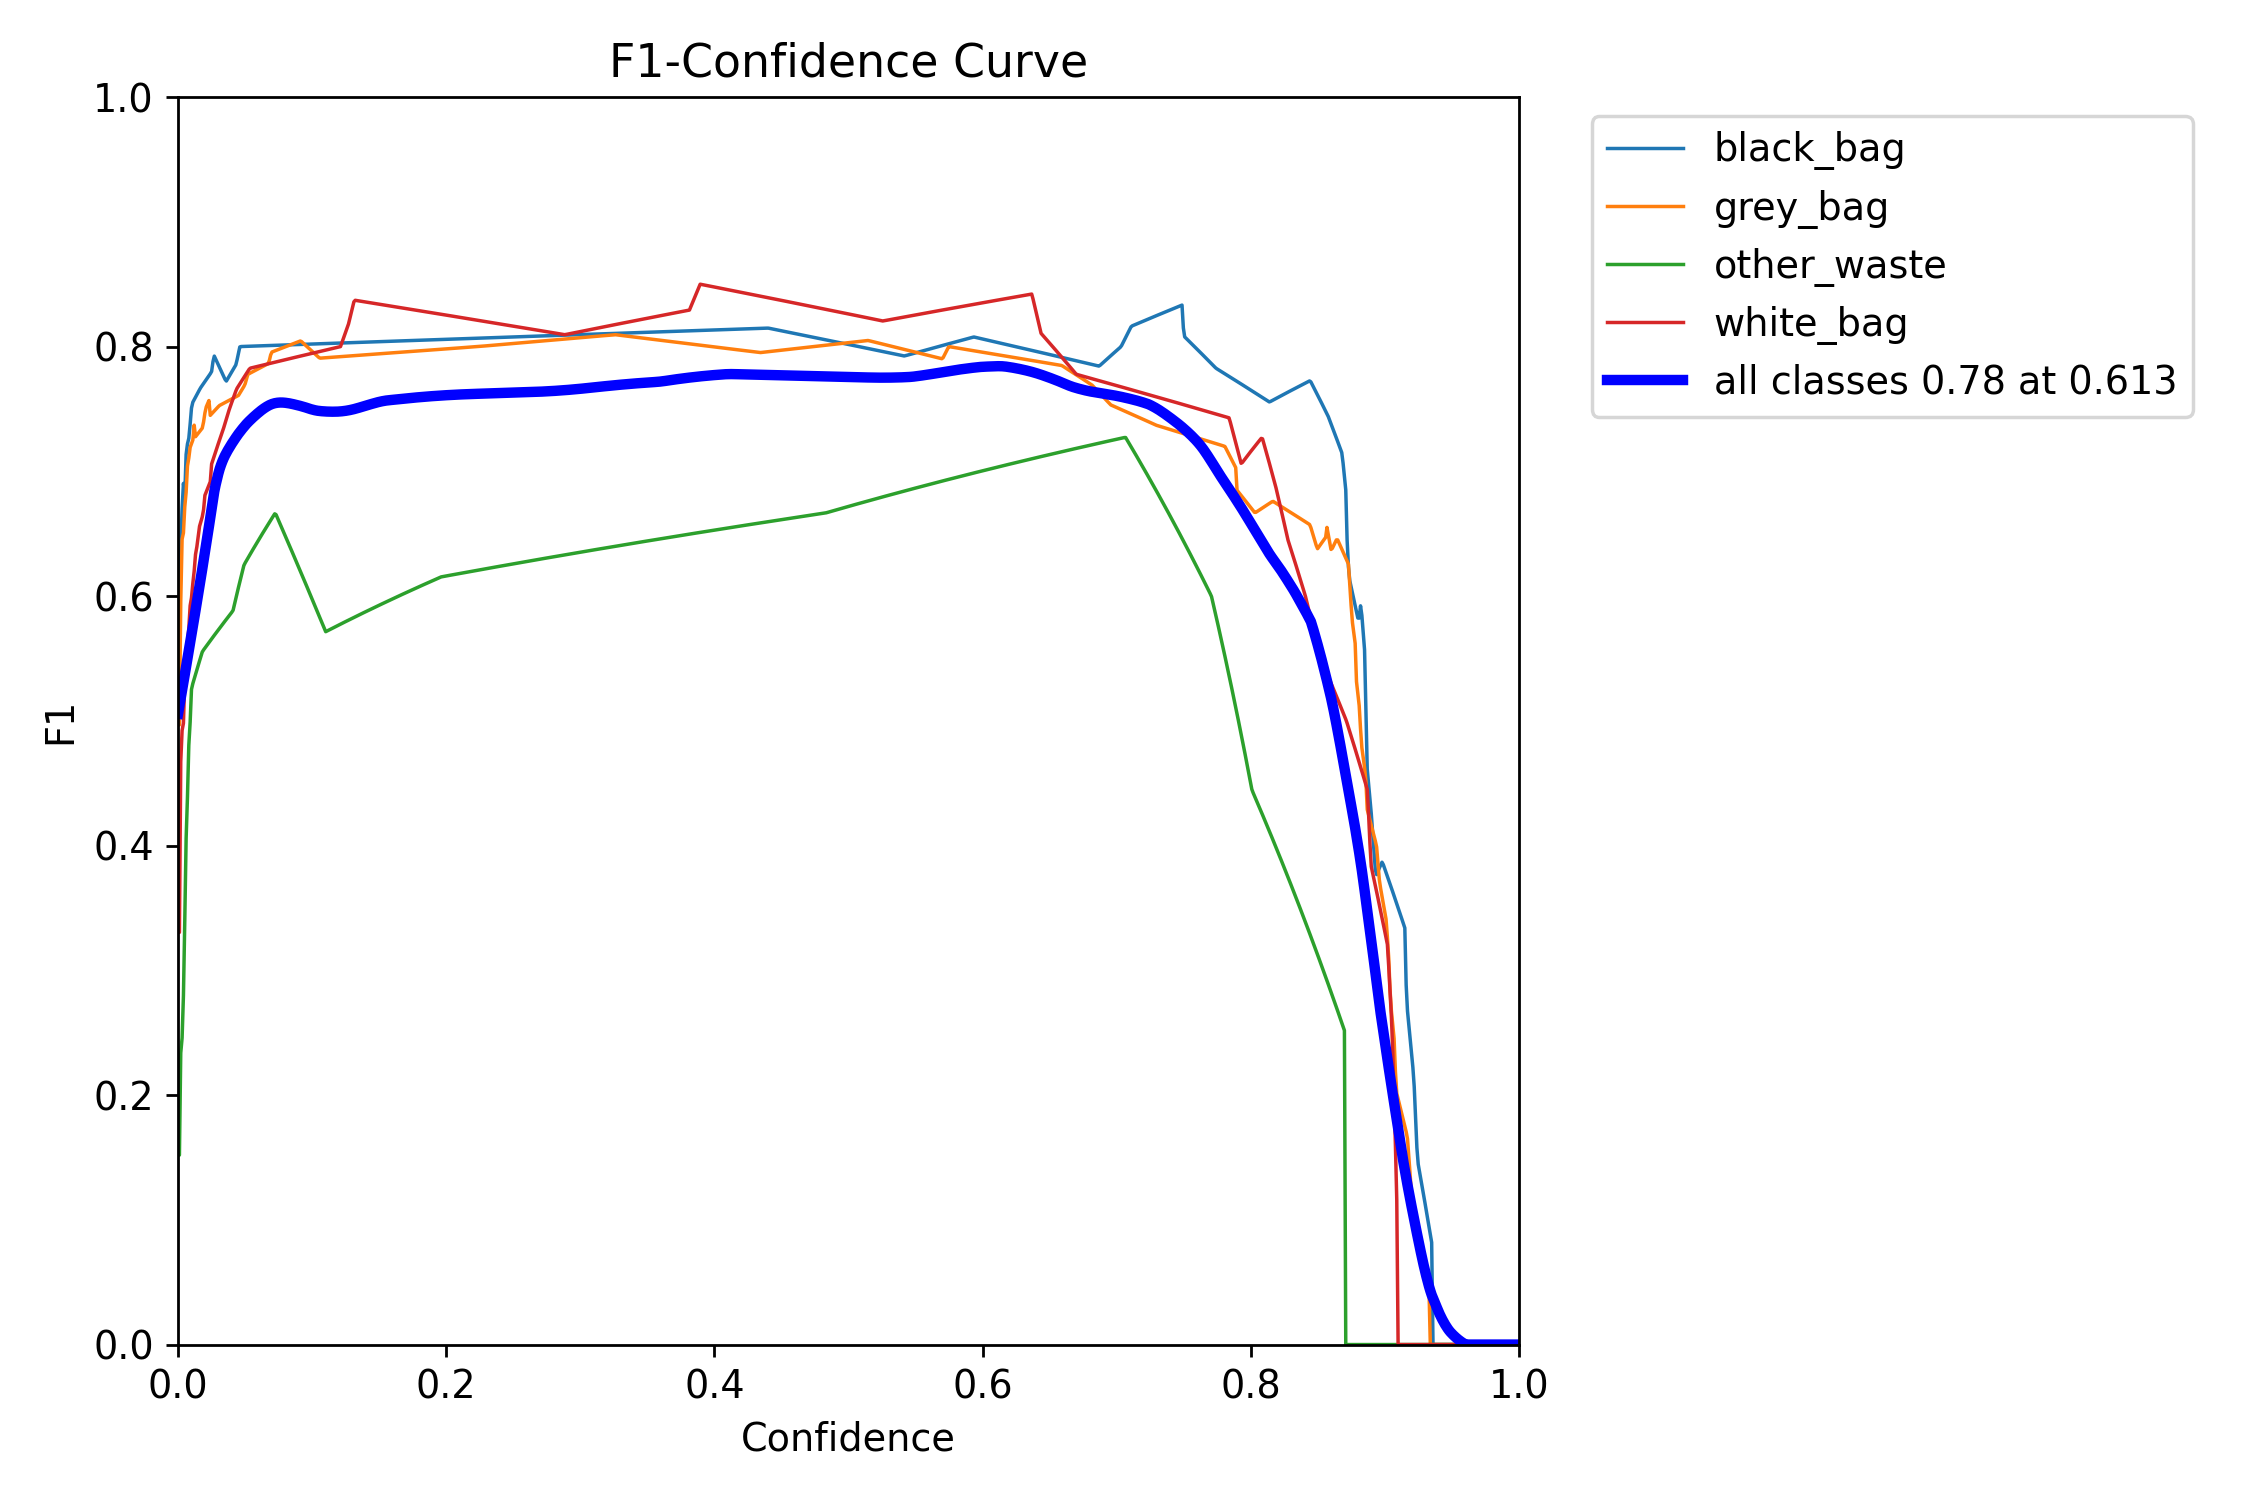 F1-Confidence Curve
1.0
0.8
0.6
0.4
0.2
0.0
F1
0.0 0.2 0.4 0.6 0.8 1.0
Confidence
black_bag
grey_bag
other_waste
white_bag
all classes 0.78 at 0.613